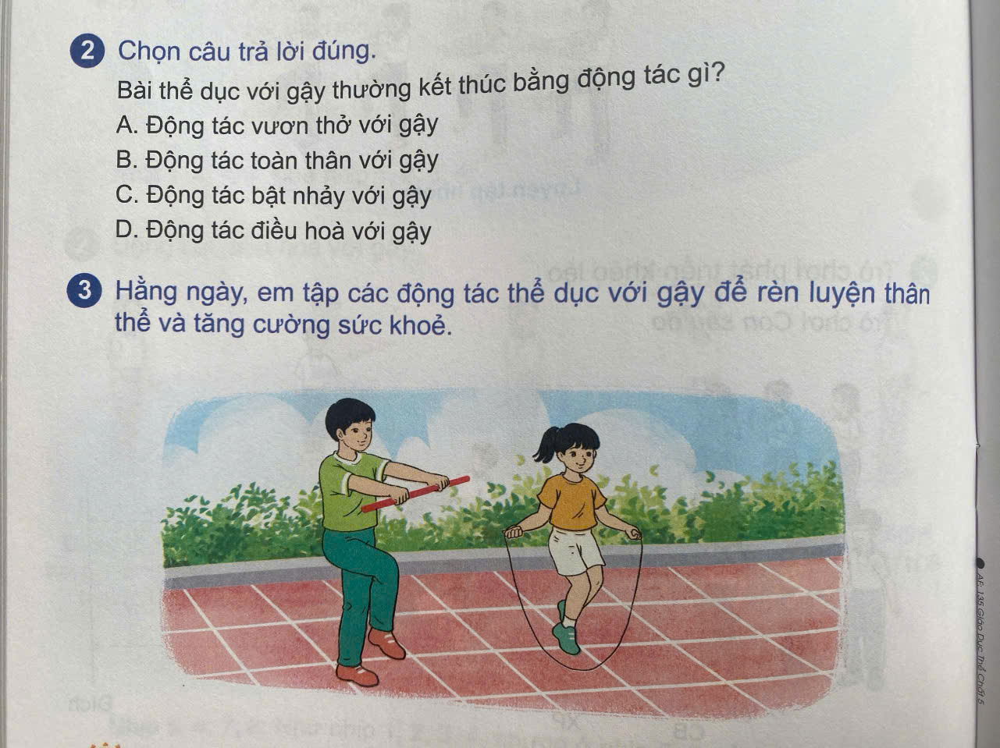 2 Chọn câu trả lời đúng.
Bài thể dục với gậy thường kết thúc bằng động tác gì?
A. Động tác vươn thở với gậy
B. Động tác toàn thân với gậy
C. Động tác bật nhảy với gậy
D. Động tác điều hoà với gậy
3 Hằng ngày, em tập các động tác thể dục với gậy để rèn luyện thân
thể và tăng cường sức khoẻ.
AF: 135 Giáo Dục Thể Chất 5